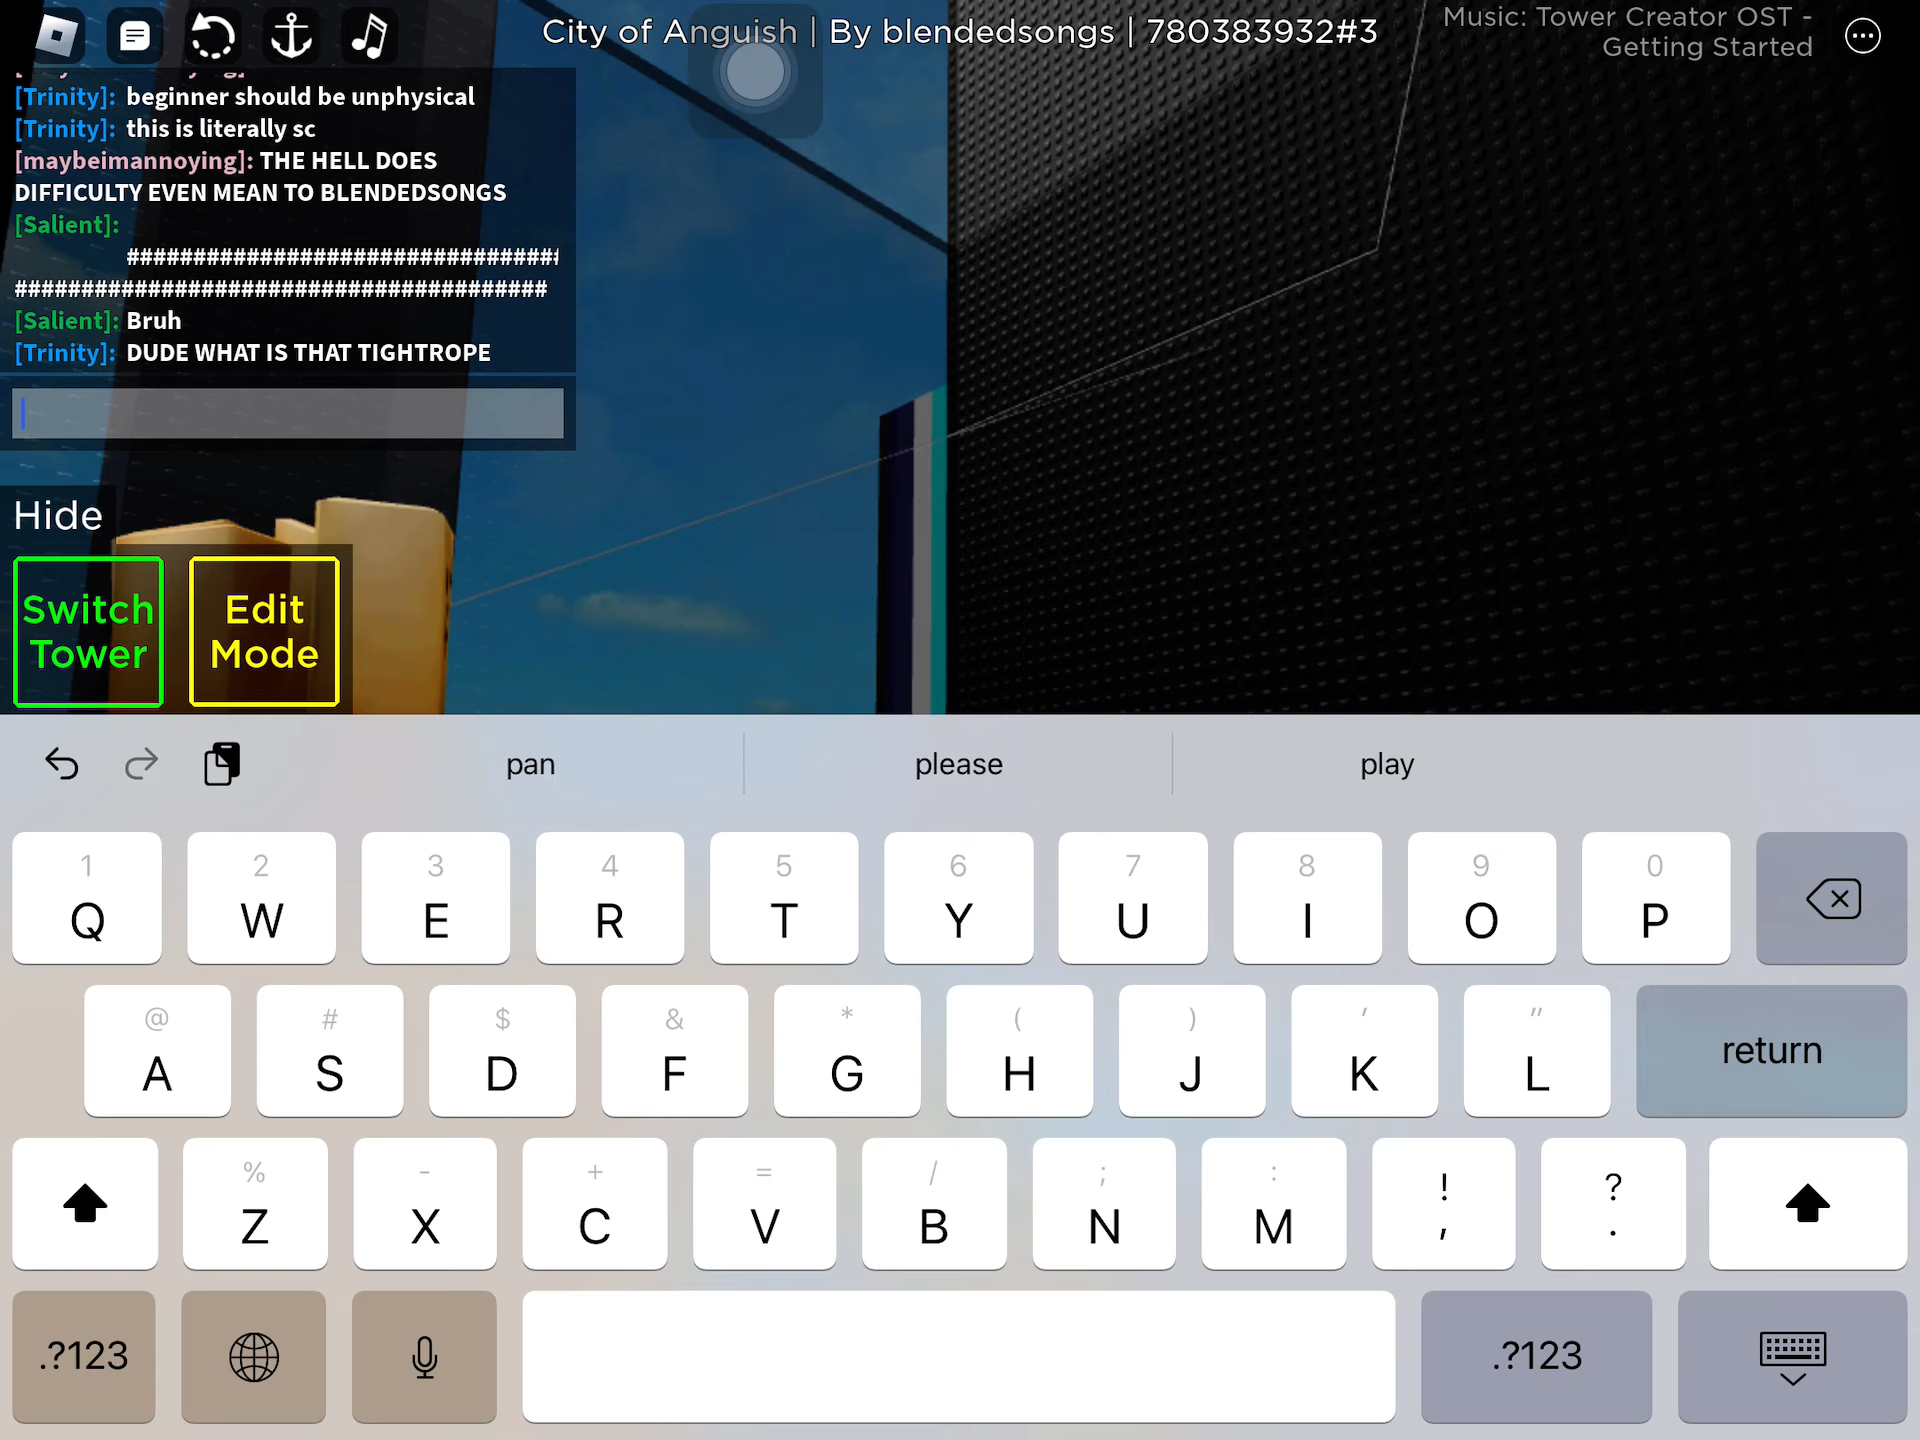 City of Anguish | By blendedsongs | 780383932#3
Music: Tower Creator OST -
Getting Started
[Trinity]: beginner should be unphysical
[Trinity]: this is literally sc
[maybeimannoying]: THE HELL DOES
DIFFICULTY EVEN MEAN TO BLENDEDSONGS
[Salient]:
################################
########################################
[Salient]: Bruh
[Trinity]: DUDE WHAT IS THAT TIGHTROPE
Hide
Switch
Tower
Edit
Mode
pan please play
1 2 3 4 5 6 7 8 9 0
Q W E R T Y U I O P
@ # $ & * ( ) ' "
A S D F G H J K L return
% - + = / ; : ! ?
Z X C V B N M , .
.?123 .?123